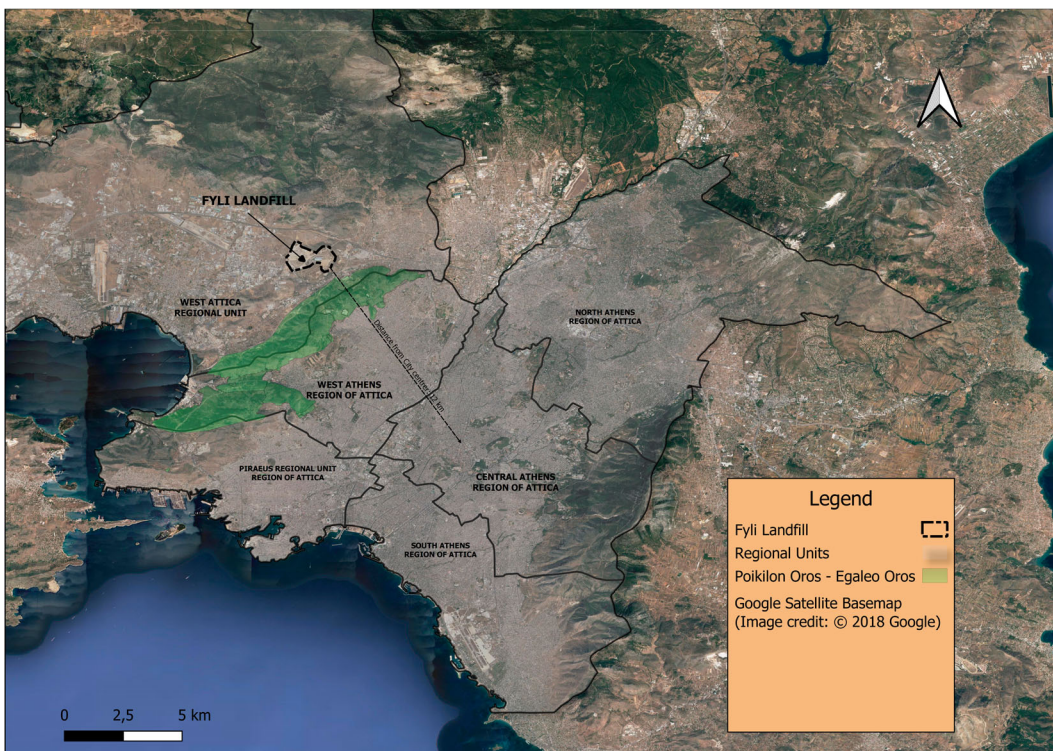 FYLI LANDFILL
WEST ATTICA
REGIONAL UNIT
NORTH ATHENS
REGION OF ATTICA
Distance from City centrer:12 km
WEST ATHENS
REGION OF ATTICA
PIRAEUS REGIONAL UNIT
REGION OF ATTICA
CENTRAL ATHENS
REGION OF ATTICA
SOUTH ATHENS
REGION OF ATTICA
Legend
Fyli Landfill
Regional Units
Poikilon Oros - Egaleo Oros
Google Satellite Basemap
(Image credit: © 2018 Google)
0 2,5 5 km